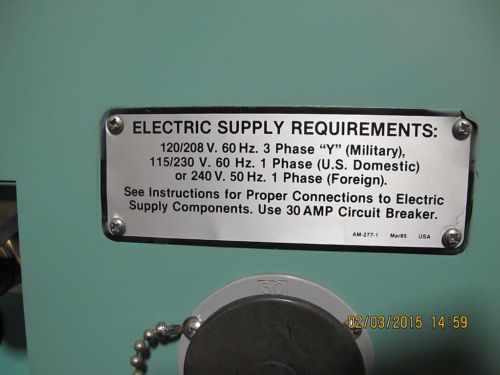 ELECTRIC SUPPLY REQUIREMENTS:
120/208 V. 60 Hz. 3 Phase “Y” (Military),
115/230 V. 60 Hz. 1 Phase (U.S. Domestic)
or 240 V. 50 Hz. 1 Phase (Foreign).
See Instructions for Proper Connections to Electric
Supply Components. Use 30 AMP Circuit Breaker.
AM-277-1 Mar85 USA
02/03/2015 14:59